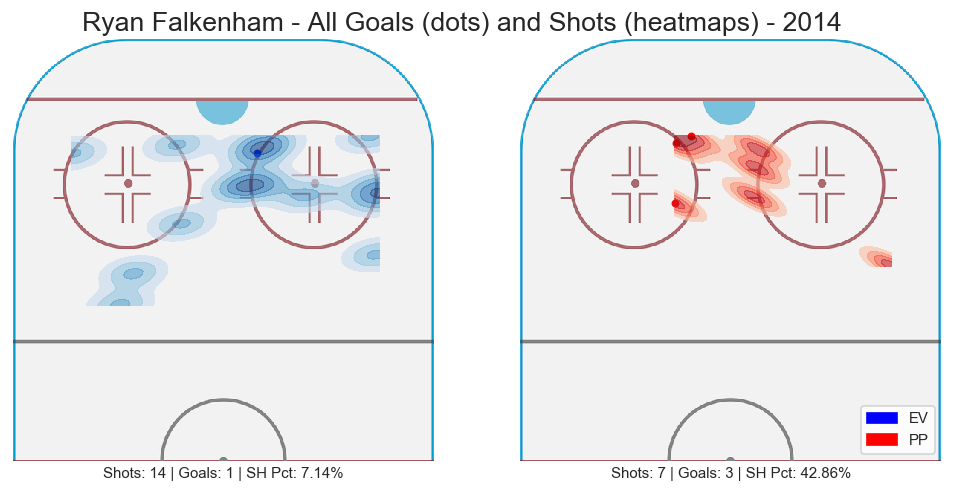 Ryan Falkenham - All Goals (dots) and Shots (heatmaps) - 2014
EV
PP
Shots: 14 | Goals: 1 | SH Pct: 7.14%
Shots: 7 | Goals: 3 | SH Pct: 42.86%